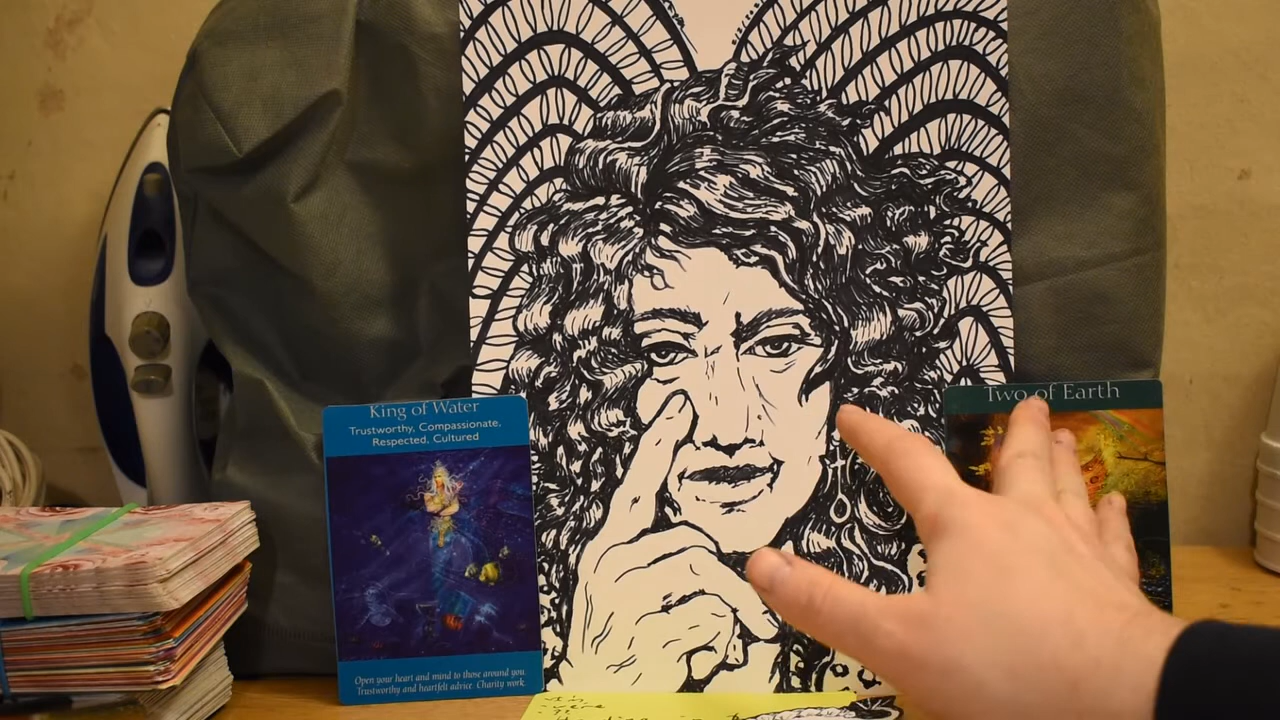 King of Water
Trustworthy, Compassionate,
Respected, Cultured
Open your heart and mind to those around you.
Trustworthy and heartfelt advice. Charity work.
Two of Earth